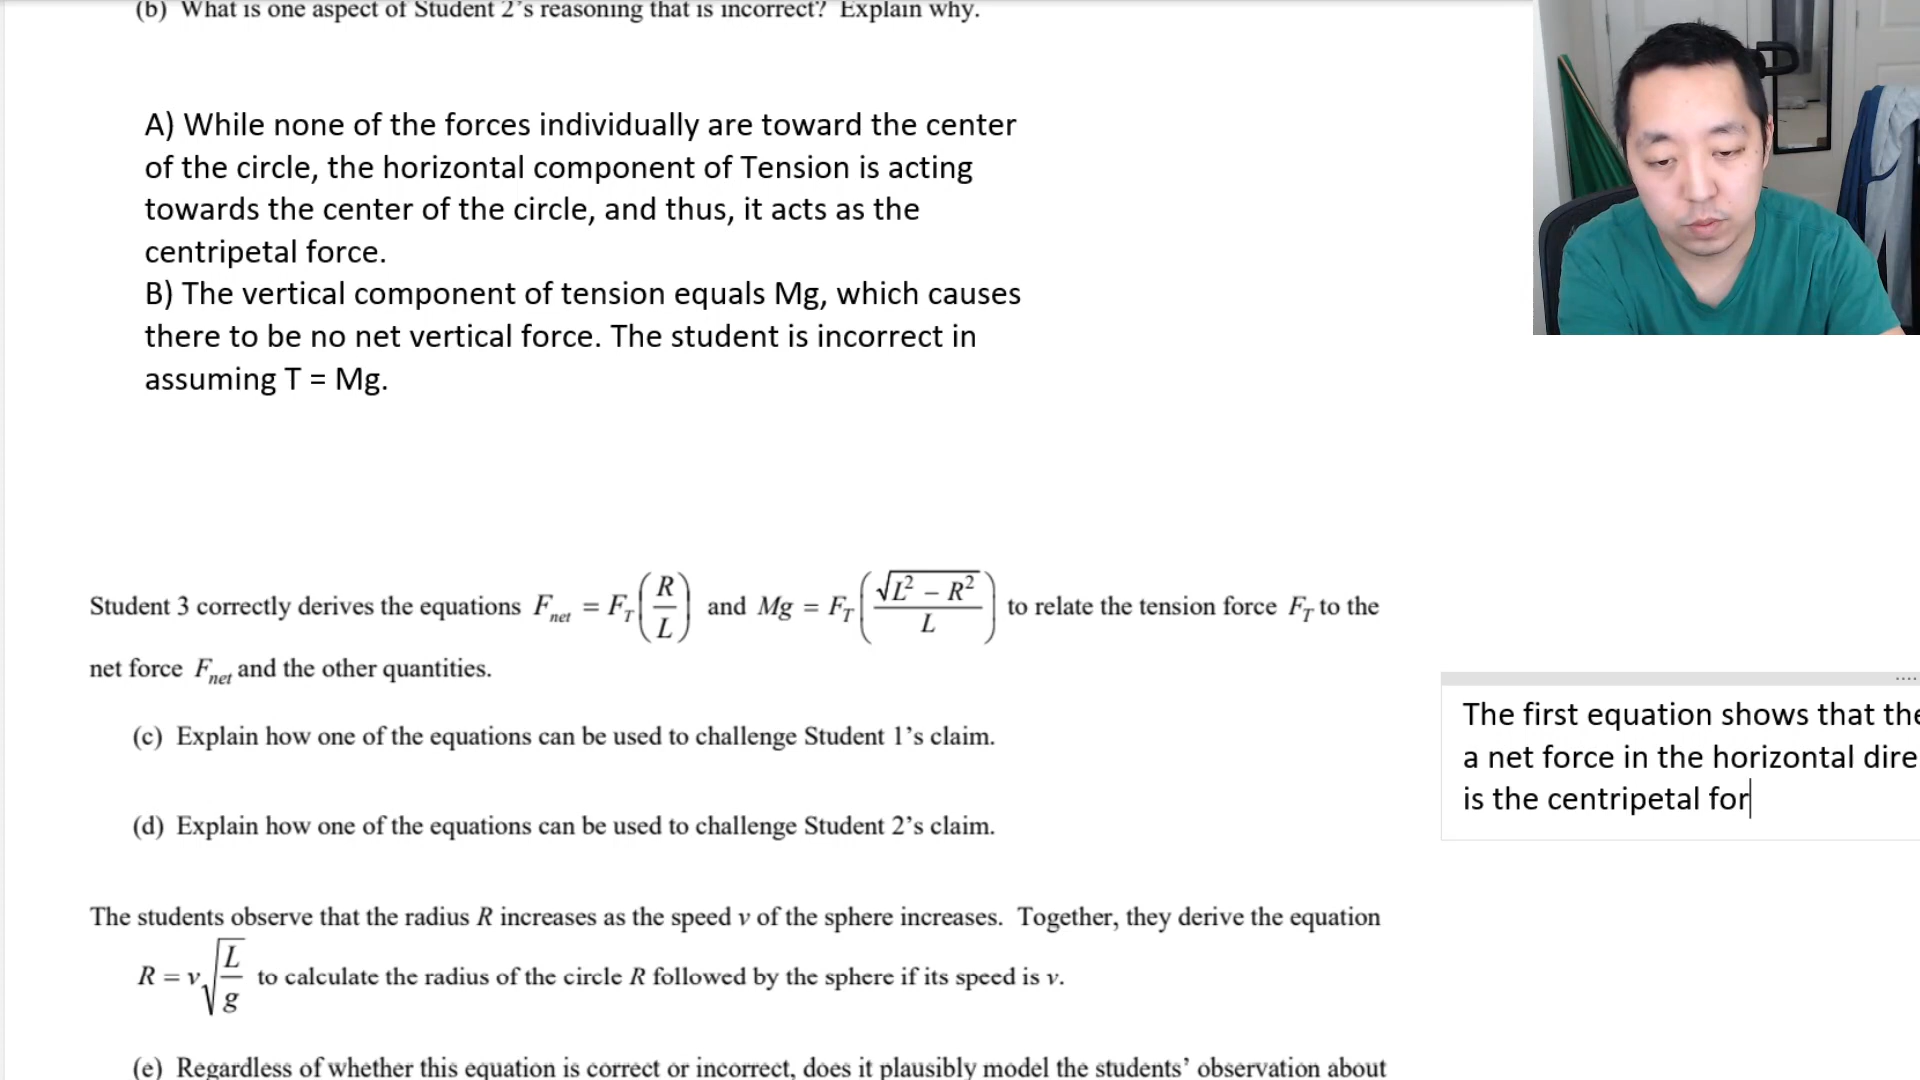 (b) What is one aspect of Student 2's reasoning that is incorrect? Explain why.
A) While none of the forces individually are toward the center
of the circle, the horizontal component of Tension is acting
towards the center of the circle, and thus, it acts as the
centripetal force.
B) The vertical component of tension equals Mg, which causes
there to be no net vertical force. The student is incorrect in
assuming T = Mg.
Student 3 correctly derives the equations F_net = F_T(R/L) and Mg = F_T(√(L² – R²)/L) to relate the tension force F_T to the
net force F_net and the other quantities.
(c) Explain how one of the equations can be used to challenge Student 1's claim.
(d) Explain how one of the equations can be used to challenge Student 2's claim.
The first equation shows that the
a net force in the horizontal dire
is the centripetal for
The students observe that the radius R increases as the speed v of the sphere increases. Together, they derive the equation
R = v√(L/g) to calculate the radius of the circle R followed by the sphere if its speed is v.
(e) Regardless of whether this equation is correct or incorrect, does it plausibly model the students' observation about